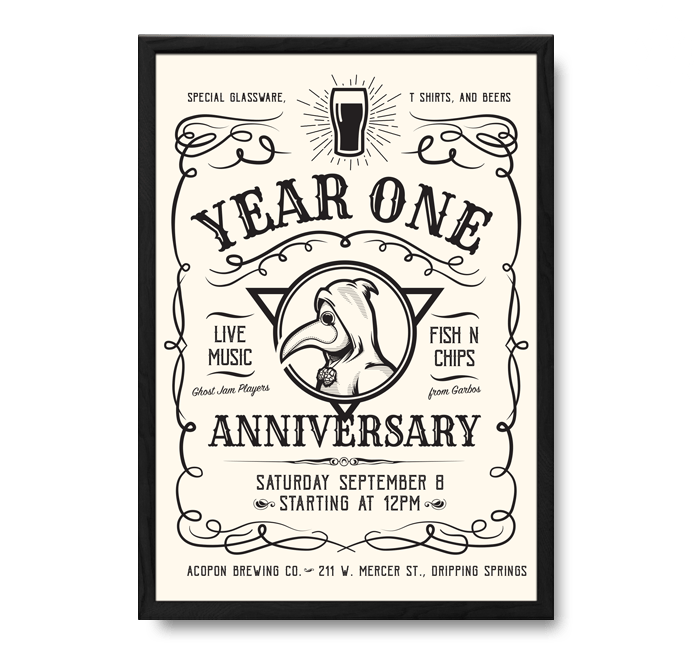 SPECIAL GLASSWARE, T SHIRTS, AND BEERS
YEAR ONE
LIVE
MUSIC
Ghost Jam Players
FISH N
CHIPS
from Garbos
ANNIVERSARY
SATURDAY SEPTEMBER 8
STARTING AT 12PM
ACOPON BREWING CO. 211 W. MERCER ST., DRIPPING SPRINGS